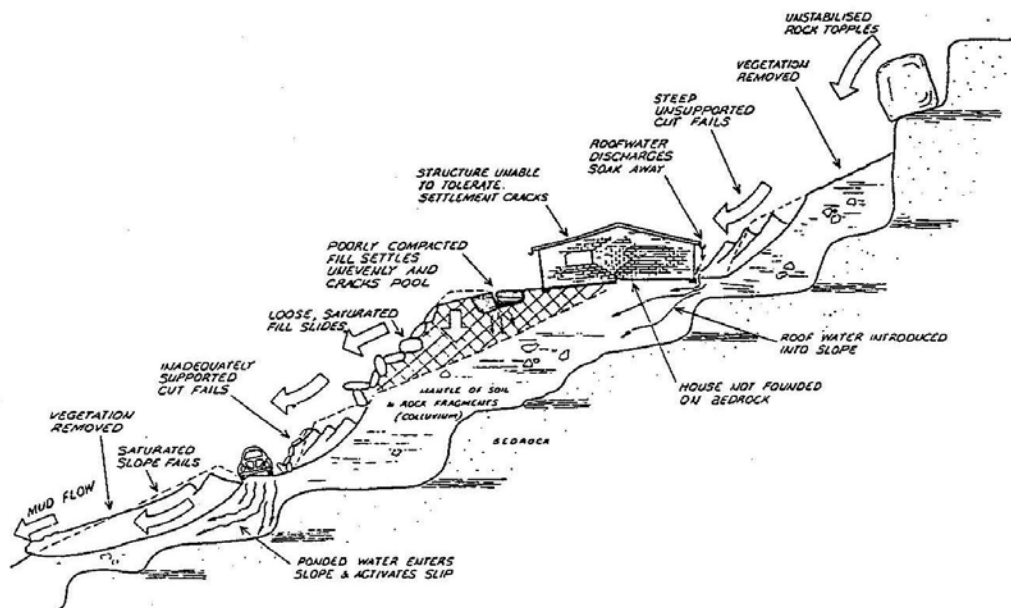 UNSTABILISED
ROCK TOPPLES
VEGETATION
REMOVED
STEEP
UNSUPPORTED
CUT FAILS
ROOFWATER
DISCHARGES
SOAK AWAY
STRUCTURE UNABLE
TO TOLERATE.
SETTLEMENT CRACKS
POORLY COMPACTED
FILL SETTLES
UNEVENLY AND
CRACKS POOL
LOOSE, SATURATED
FILL SLIDES
INADEQUATELY
SUPPORTED
CUT FAILS
VEGETATION
REMOVED
SATURATED
SLOPE FAILS
MUD FLOW
ROOF WATER INTRODUCED
INTO SLOPE
HOUSE NOT FOUNDED
ON BEDROCK
MANTLE OF SOIL
& ROCK FRAGMENTS
(COLLUVIUM)
BEDROCK
PONDED WATER ENTERS
SLOPE & ACTIVATES SLIP